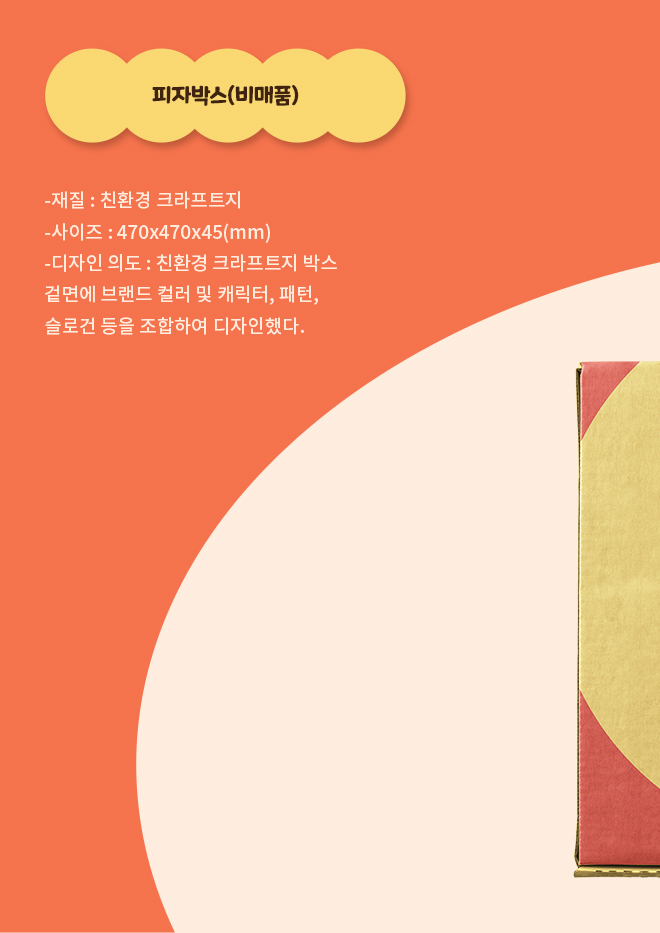 피자박스(비매품)
-재질 : 친환경 크라프트지
-사이즈 : 470x470x45(mm)
-디자인 의도 : 친환경 크라프트지 박스
겉면에 브랜드 컬러 및 캐릭터, 패턴,
슬로건 등을 조합하여 디자인했다.